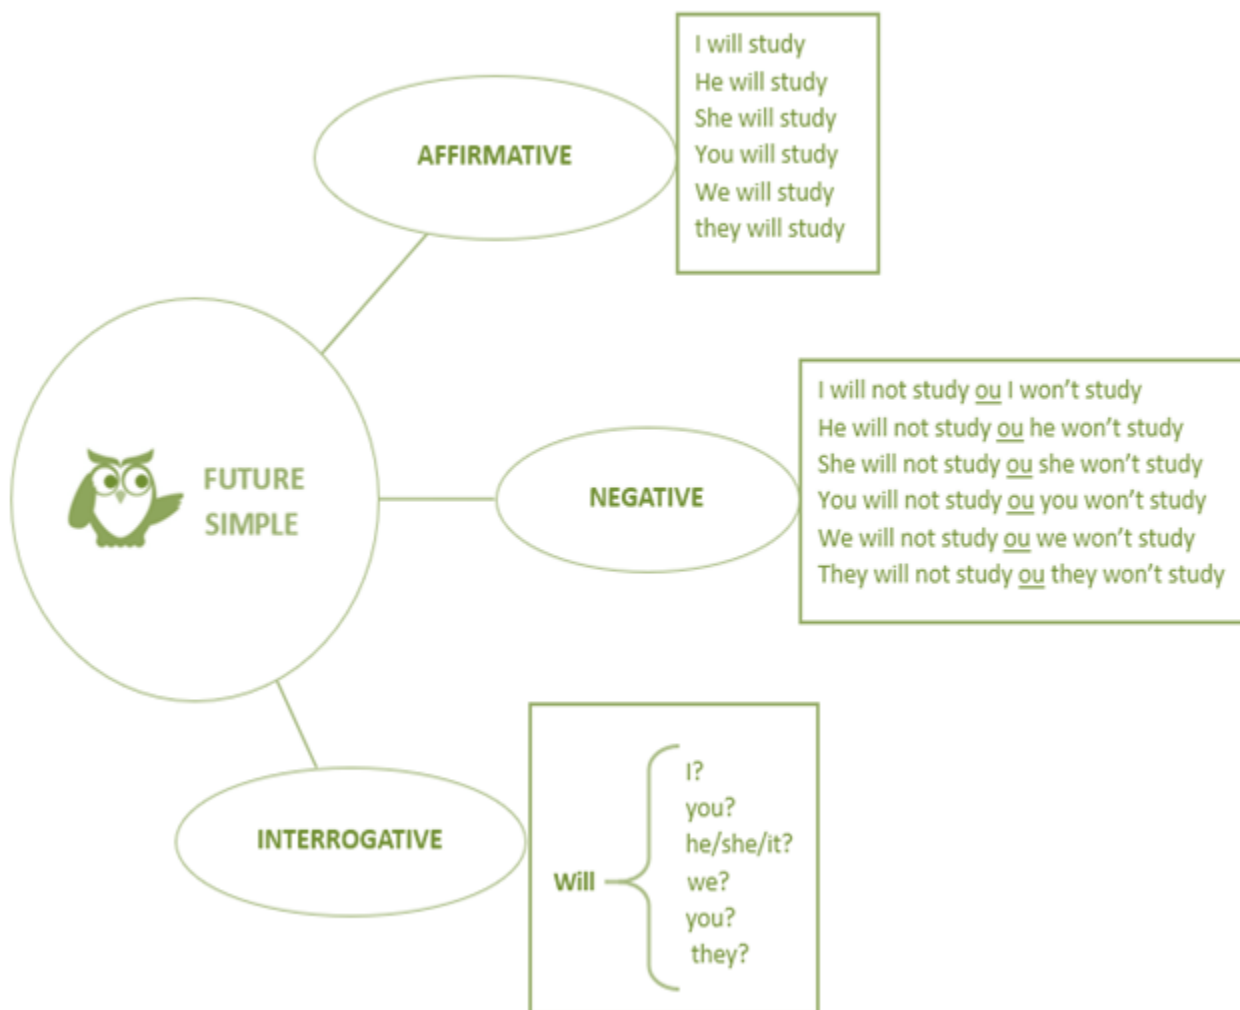 I will study
He will study
She will study
You will study
We will study
they will study
AFFIRMATIVE
FUTURE
SIMPLE
NEGATIVE
I will not study ou I won't study
He will not study ou he won't study
She will not study ou she won't study
You will not study ou you won't study
We will not study ou we won't study
They will not study ou they won't study
INTERROGATIVE
Will
I?
you?
he/she/it?
we?
you?
they?